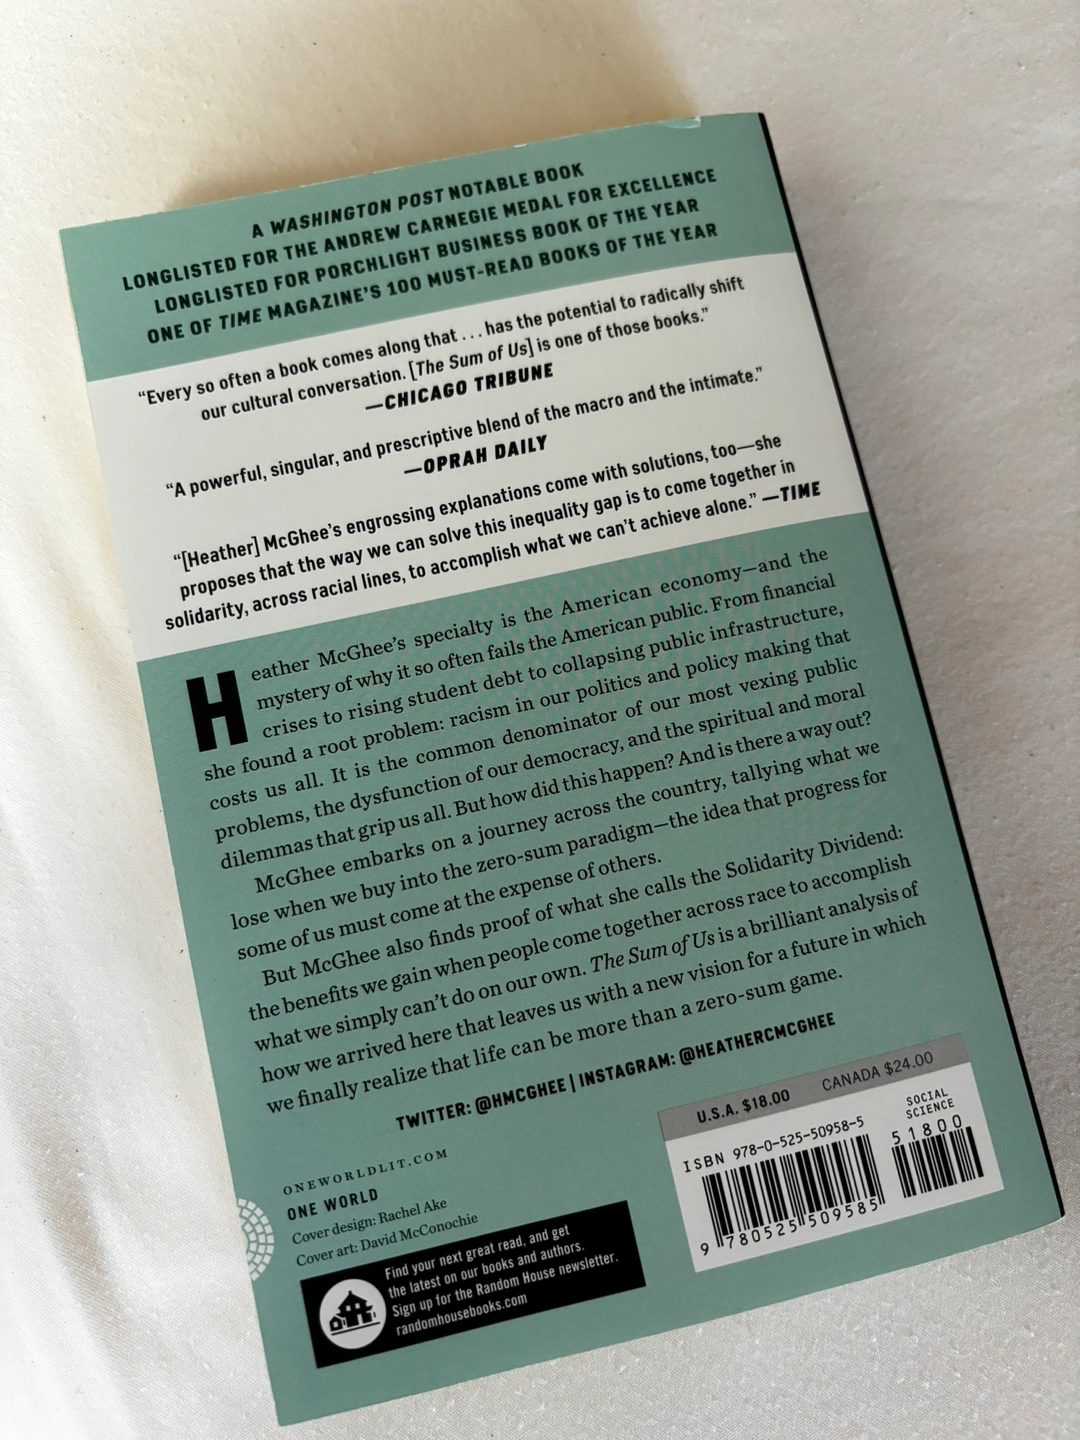 A WASHINGTON POST NOTABLE BOOK
LONGLISTED FOR THE ANDREW CARNEGIE MEDAL FOR EXCELLENCE
LONGLISTED FOR PORCHLIGHT BUSINESS BOOK OF THE YEAR
ONE OF TIME MAGAZINE'S 100 MUST-READ BOOKS OF THE YEAR
“Every so often a book comes along that . . . has the potential to radically shift
our cultural conversation. [The Sum of Us] is one of those books.”
—CHICAGO TRIBUNE
“A powerful, singular, and prescriptive blend of the macro and the intimate.”
—OPRAH DAILY
“[Heather] McGhee’s engrossing explanations come with solutions, too—she
proposes that the way we can solve this inequality gap is to come together in
solidarity, across racial lines, to accomplish what we can’t achieve alone.” —TIME
Heather McGhee’s specialty is the American economy—and the
mystery of why it so often fails the American public. From financial
crises to rising student debt to collapsing public infrastructure,
she found a root problem: racism in our politics and policy making that
costs us all. It is the common denominator of our most vexing public
problems, the dysfunction of our democracy, and the spiritual and moral
dilemmas that grip us all. But how did this happen? And is there a way out?
McGhee embarks on a journey across the country, tallying what we
lose when we buy into the zero-sum paradigm—the idea that progress for
some of us must come at the expense of others.
But McGhee also finds proof of what she calls the Solidarity Dividend:
the benefits we gain when people come together across race to accomplish
what we simply can’t do on our own. The Sum of Us is a brilliant analysis of
how we arrived here that leaves us with a new vision for a future in which
we finally realize that life can be more than a zero-sum game.
TWITTER: @HMCGHEE | INSTAGRAM: @HEATHERCMCGHEE
ONEWORLDLIT.COM
ONE WORLD
Cover design: Rachel Ake
Cover art: David McConochie
Find your next great read, and get
the latest on our books and authors.
Sign up for the Random House newsletter.
randomhousebooks.com
U.S.A. $18.00 CANADA $24.00
SOCIAL
SCIENCE
ISBN 978-0-525-50958-5
51800
9 780525 509585